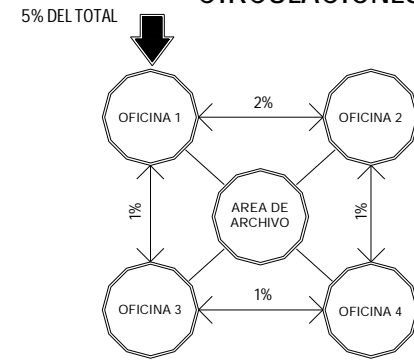 5% DEL TOTAL
OFICINA 1
2%
OFICINA 2
1%
AREA DE
ARCHIVO
1%
OFICINA 3
1%
OFICINA 4